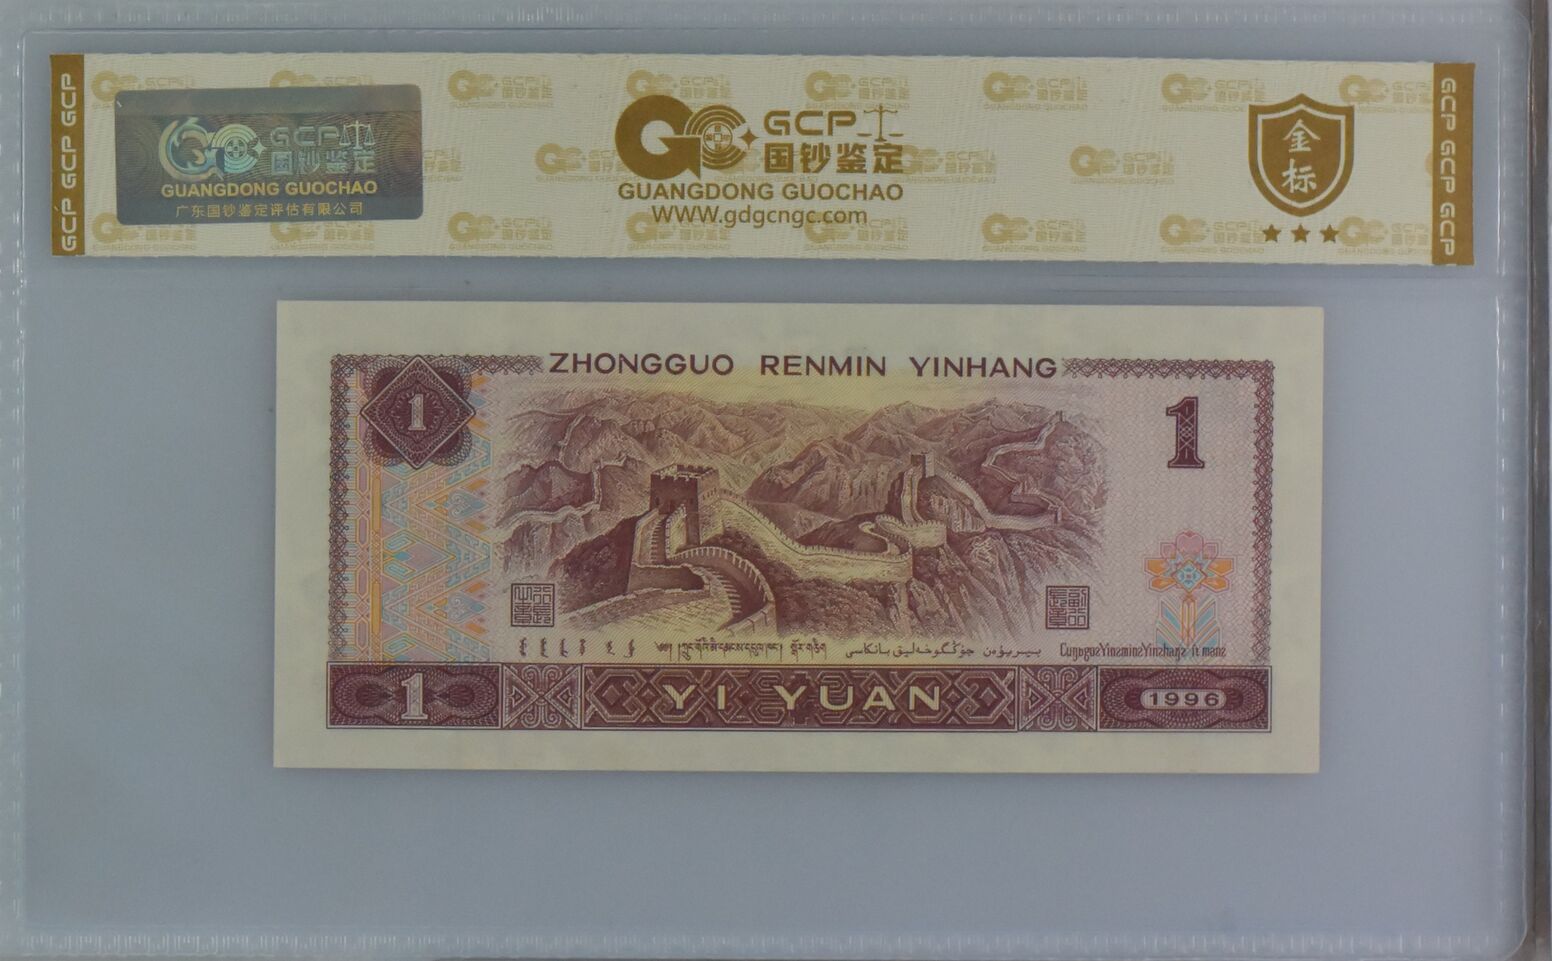 GCP GCP GCP
GCP
国钞鉴定
GUANGDONG GUOCHAO
广东国钞鉴定评估有限公司
GCP
国钞鉴定
GUANGDONG GUOCHAO
WWW.gdgcngc.com
金标
GCP GCP GCP
ZHONGGUO RENMIN YINHANG
1
1
1 YI YUAN 1996